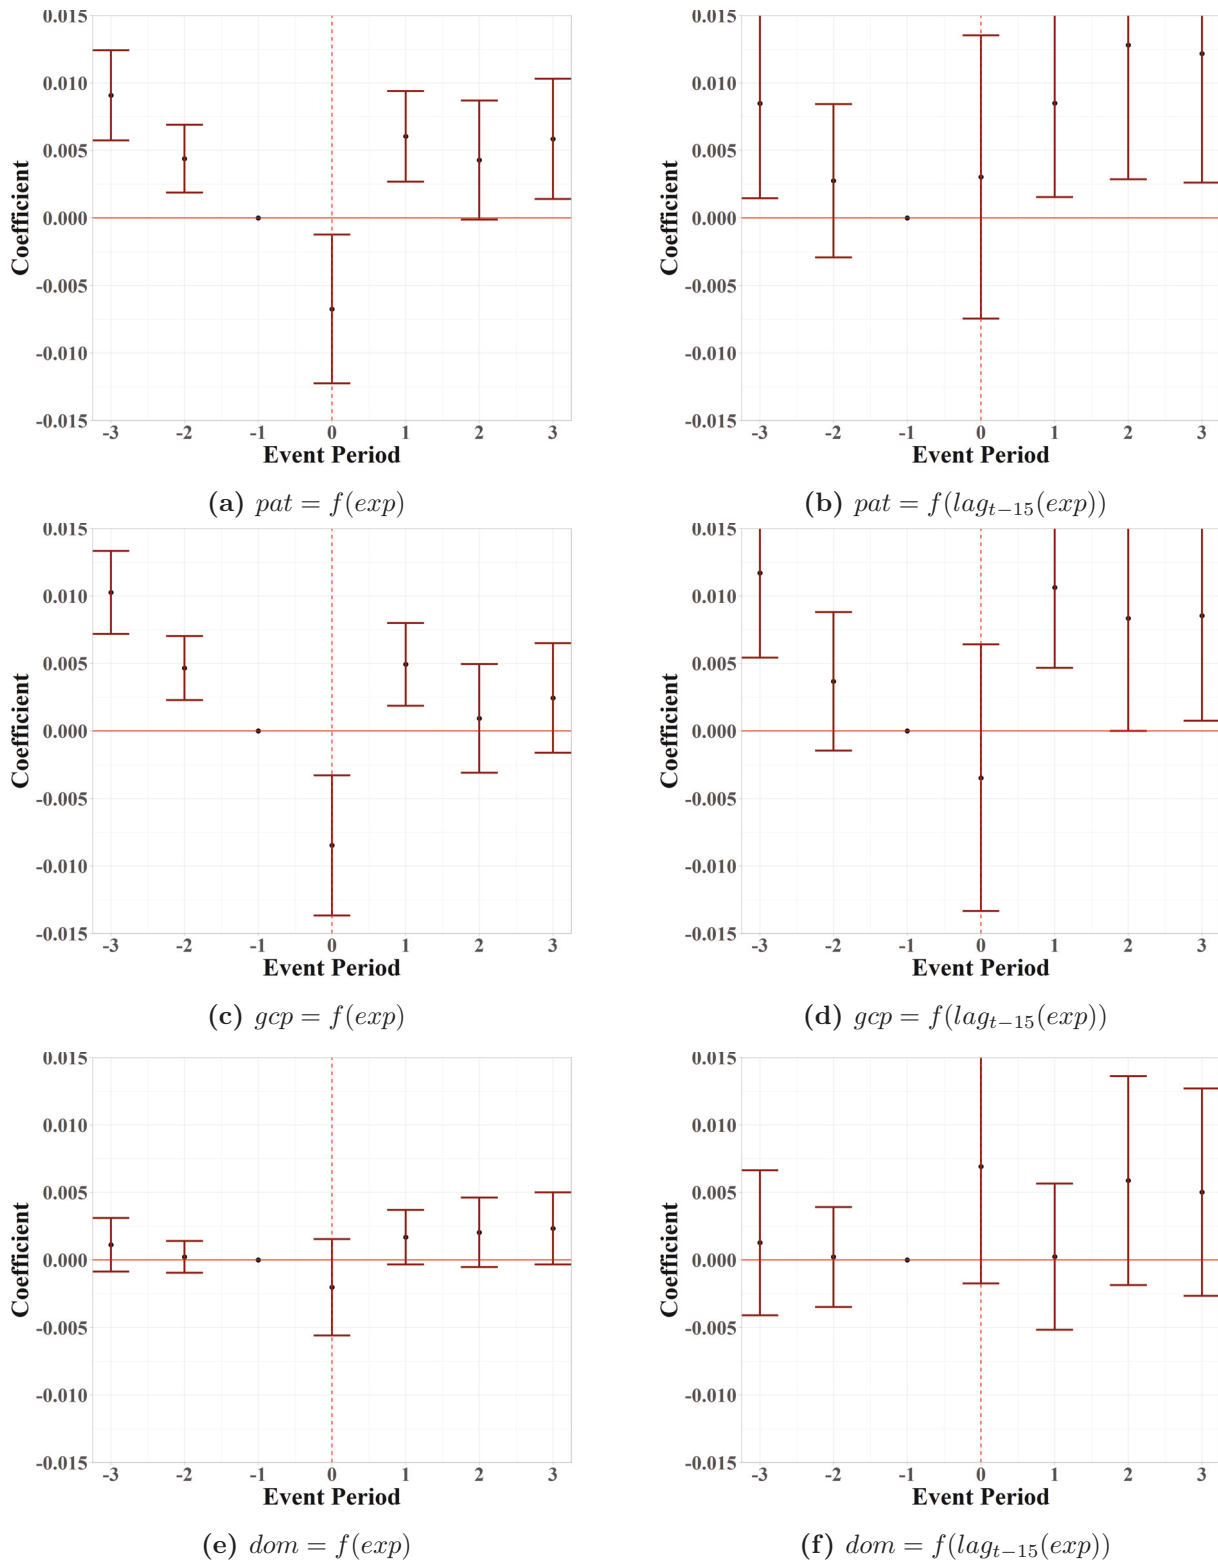 0.015
0.010
0.005
0.000
-0.005
-0.010
-0.015
Coefficient
-3 -2 -1 0 1 2 3
Event Period
(a) pat = f(exp)
0.015
0.010
0.005
0.000
-0.005
-0.010
-0.015
Coefficient
-3 -2 -1 0 1 2 3
Event Period
(b) pat = f(lag_{t−15}(exp))
0.015
0.010
0.005
0.000
-0.005
-0.010
-0.015
Coefficient
-3 -2 -1 0 1 2 3
Event Period
(c) gcp = f(exp)
0.015
0.010
0.005
0.000
-0.005
-0.010
-0.015
Coefficient
-3 -2 -1 0 1 2 3
Event Period
(d) gcp = f(lag_{t−15}(exp))
0.015
0.010
0.005
0.000
-0.005
-0.010
-0.015
Coefficient
-3 -2 -1 0 1 2 3
Event Period
(e) dom = f(exp)
0.015
0.010
0.005
0.000
-0.005
-0.010
-0.015
Coefficient
-3 -2 -1 0 1 2 3
Event Period
(f) dom = f(lag_{t−15}(exp))